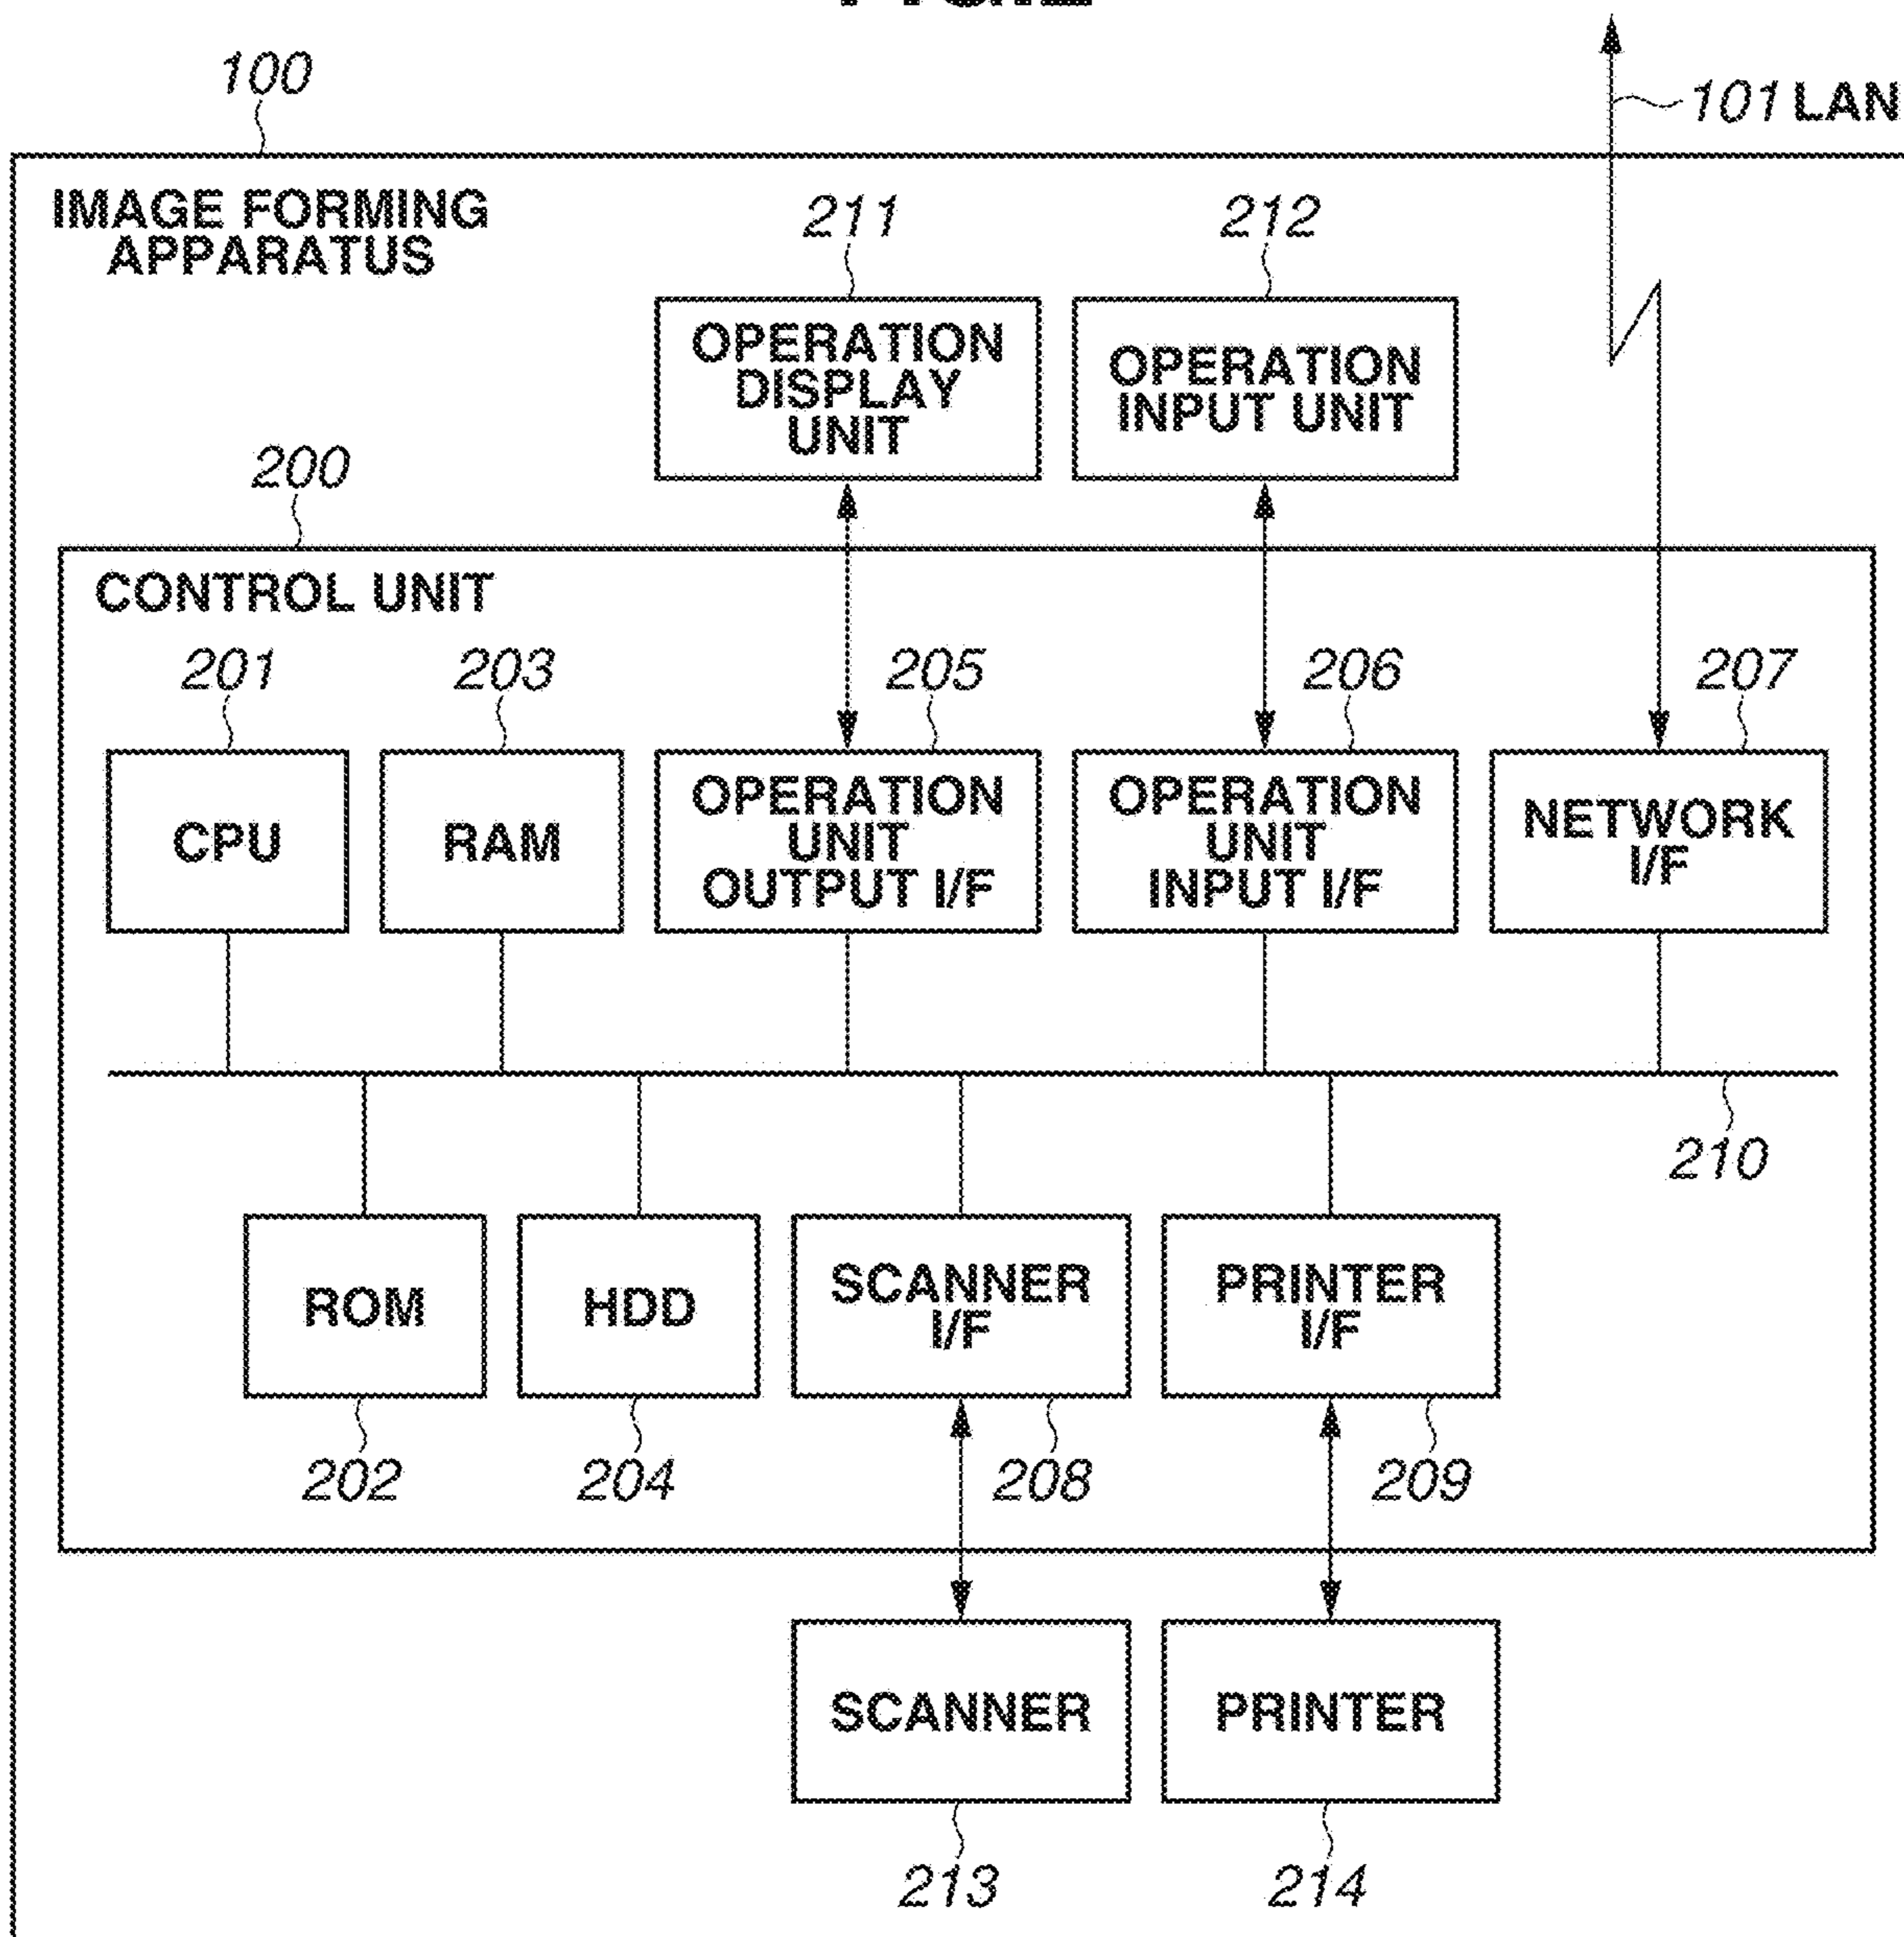 100
101 LAN
IMAGE FORMING
APPARATUS
211
212
OPERATION
DISPLAY
UNIT
OPERATION
INPUT UNIT
200
CONTROL UNIT
201
203
205
206
207
CPU
RAM
OPERATION
UNIT
OUTPUT I/F
OPERATION
UNIT
INPUT I/F
NETWORK
I/F
210
ROM
HDD
SCANNER
I/F
PRINTER
I/F
202
204
208
209
SCANNER
PRINTER
213
214